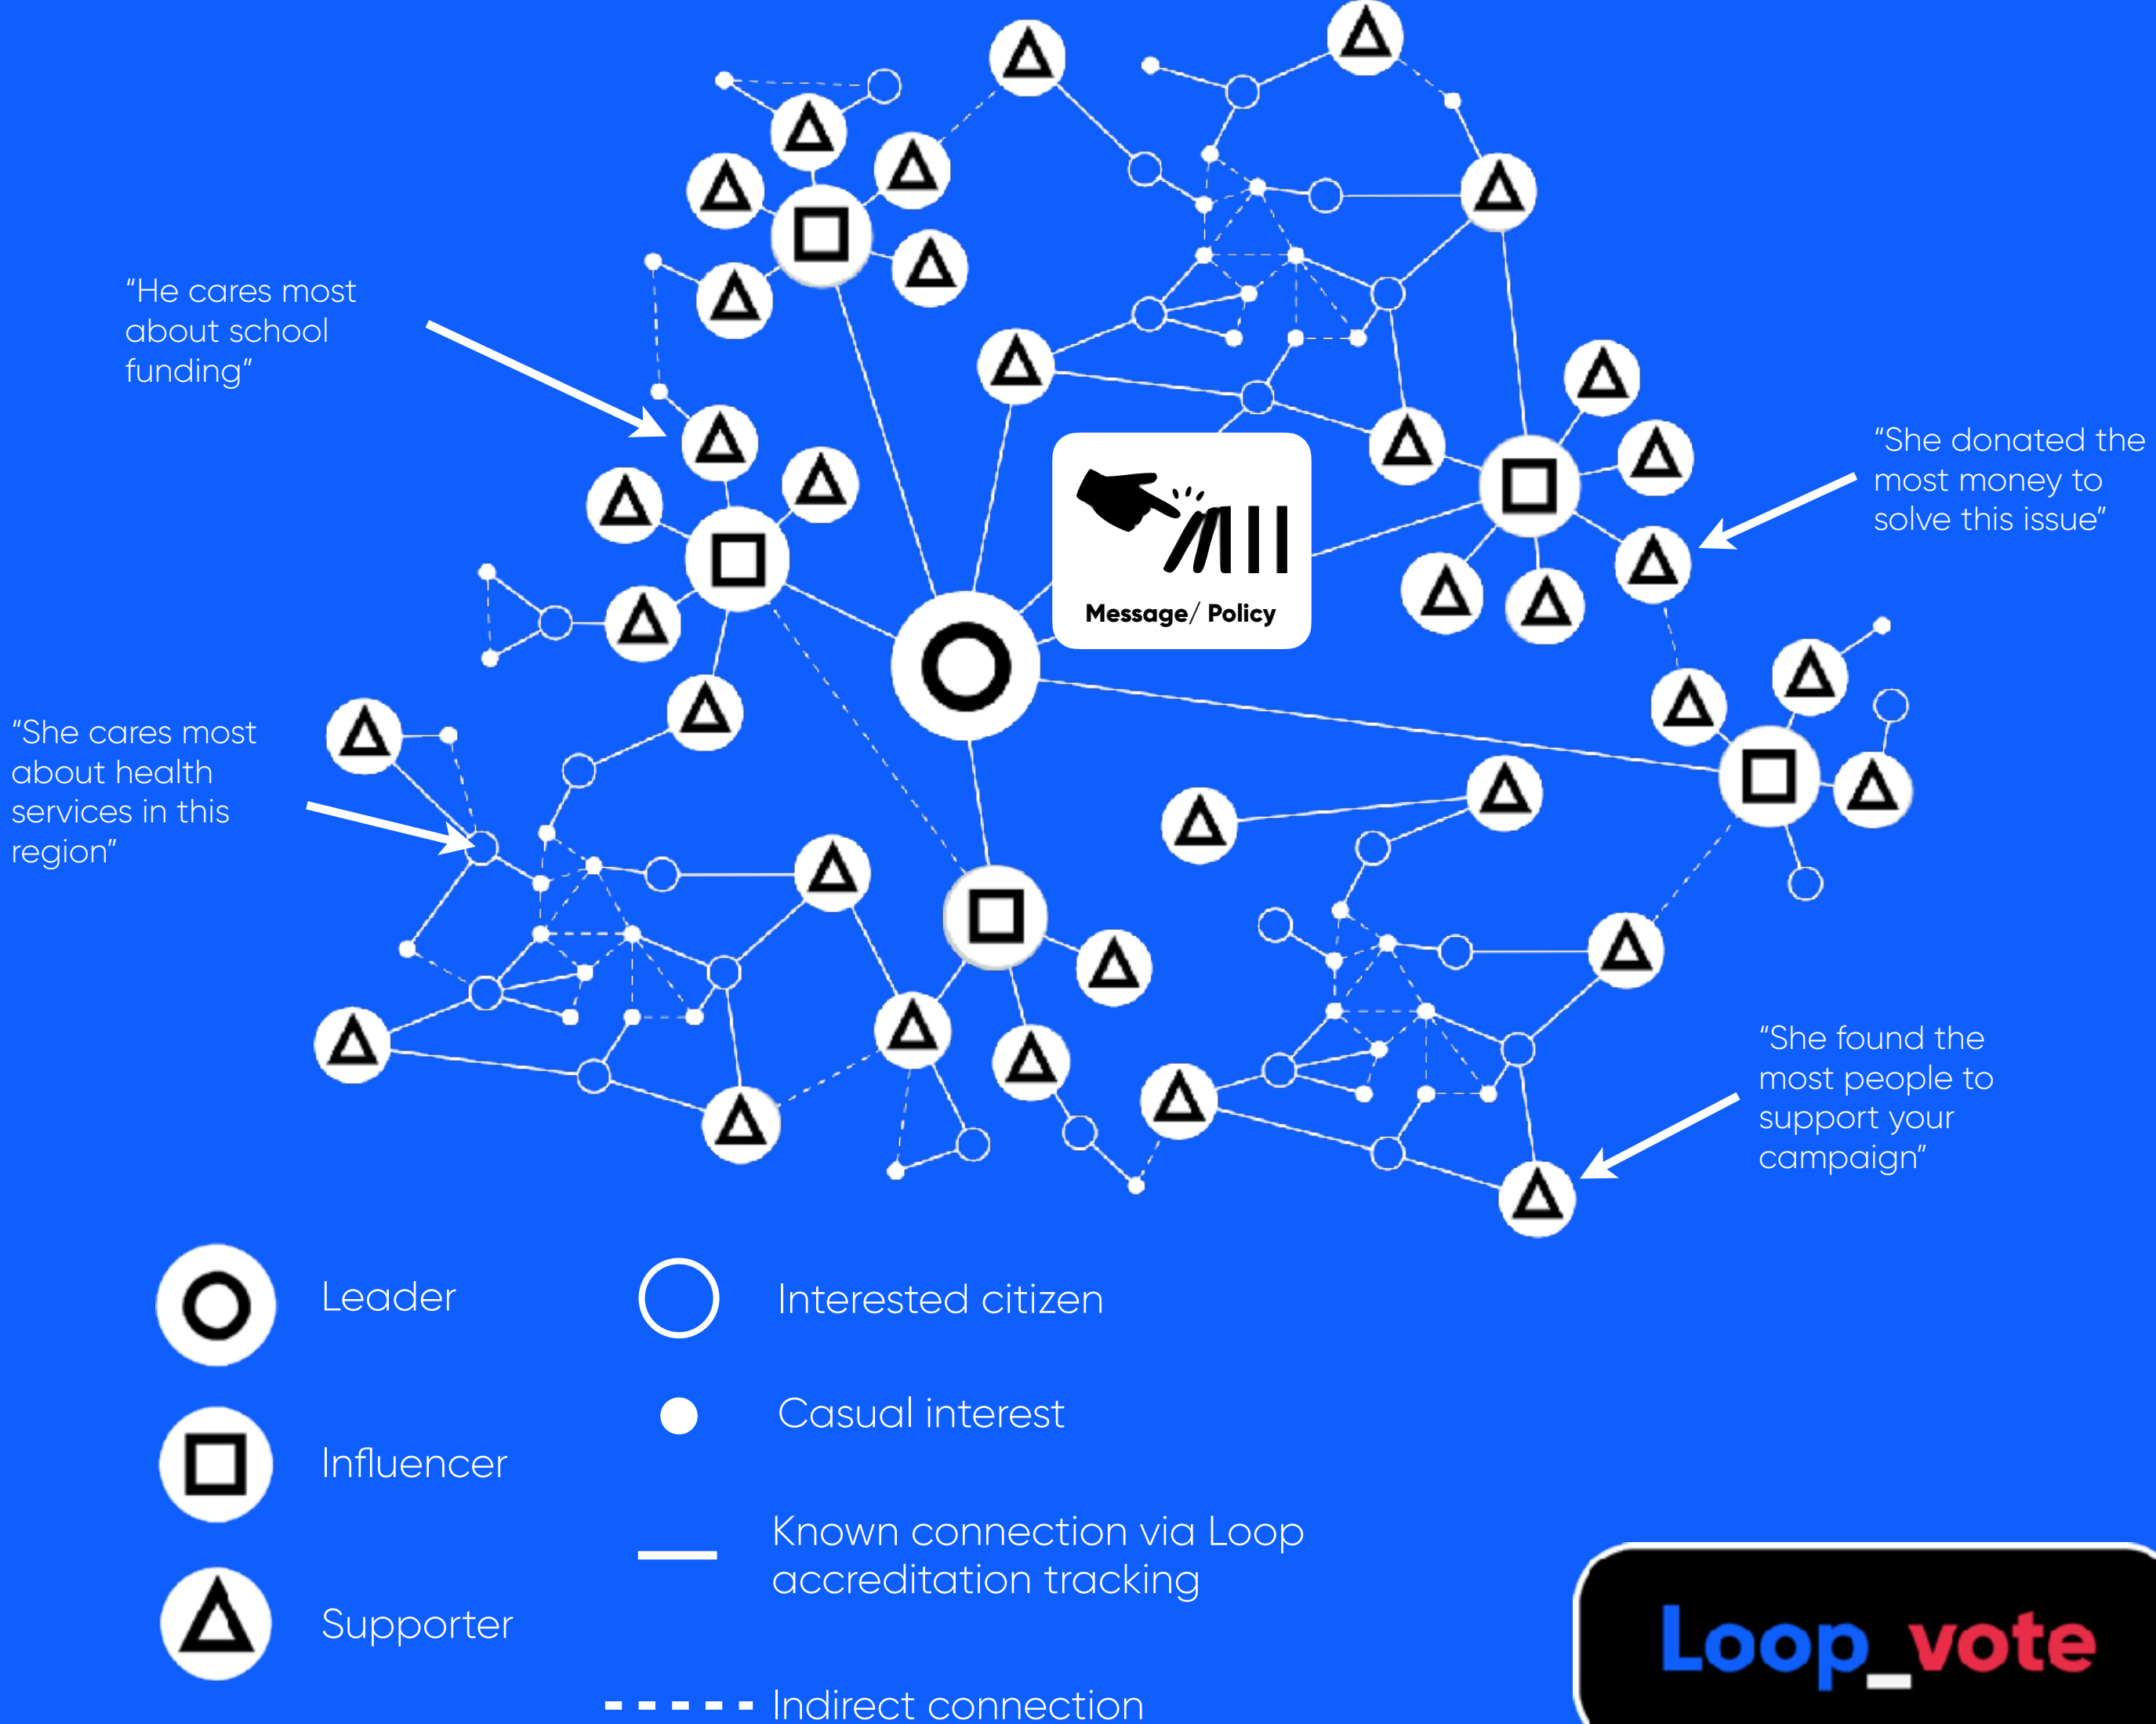 “He cares most
about school
funding”
“She donated the
most money to
solve this issue”
Message/ Policy
“She cares most
about health
services in this
region”
“She found the
most people to
support your
campaign”
Leader
Interested citizen
Casual interest
Influencer
Known connection via Loop
accreditation tracking
Supporter
Indirect connection
Loop_vote